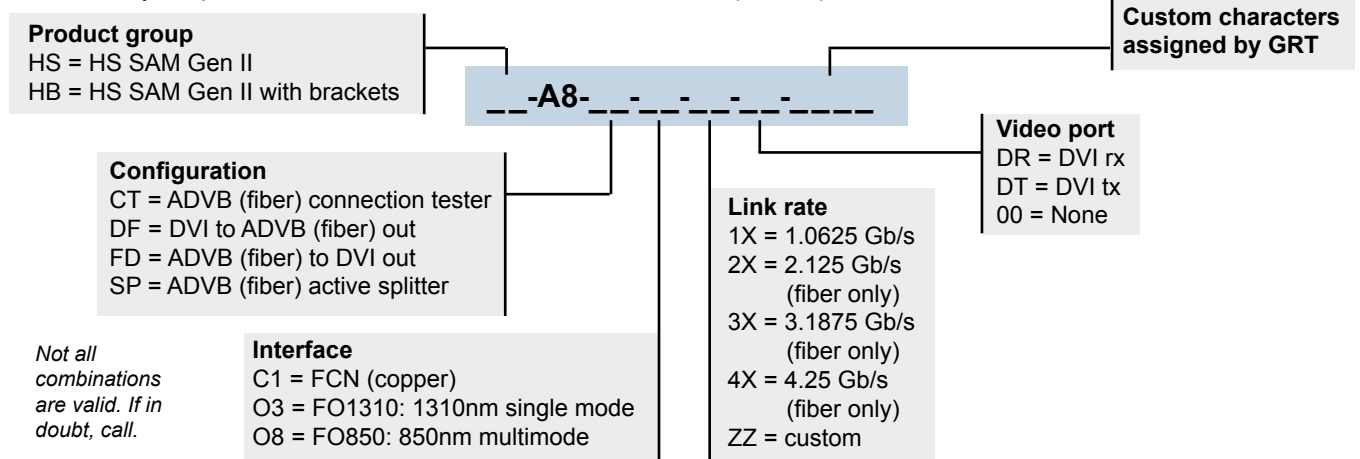 Product group
HS = HS SAM Gen II
HB = HS SAM Gen II with brackets
Custom characters
assigned by GRT
__-A8-__-__-__-__-____
Configuration
CT = ADVB (fiber) connection tester
DF = DVI to ADVB (fiber) out
FD = ADVB (fiber) to DVI out
SP = ADVB (fiber) active splitter
Video port
DR = DVI rx
DT = DVI tx
00 = None
Link rate
1X = 1.0625 Gb/s
2X = 2.125 Gb/s
(fiber only)
3X = 3.1875 Gb/s
(fiber only)
4X = 4.25 Gb/s
(fiber only)
ZZ = custom
Not all
combinations
are valid. If in
doubt, call.
Interface
C1 = FCN (copper)
O3 = FO1310: 1310nm single mode
O8 = FO850: 850nm multimode